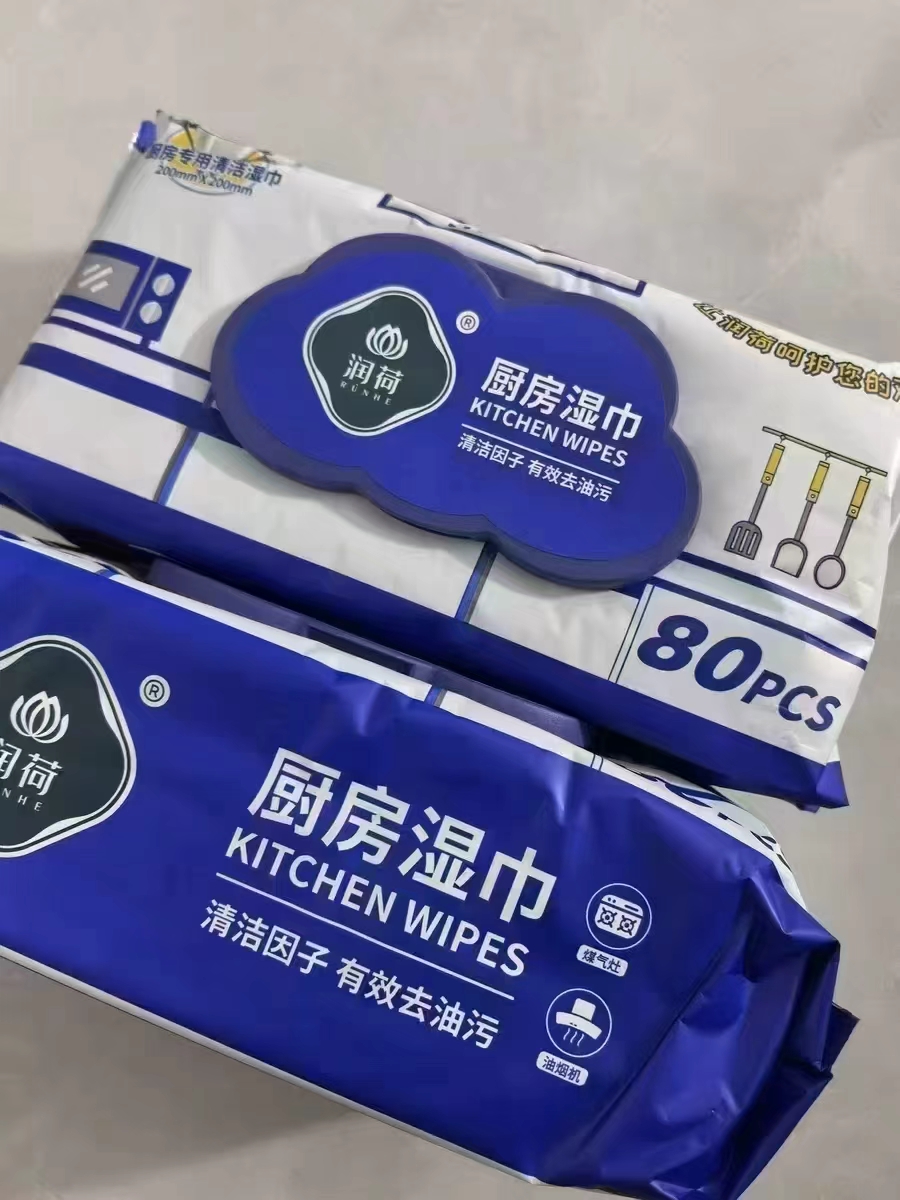 厨房专用清洁湿巾
200mm X 200mm
润荷
RUNHE
®
厨房湿巾
KITCHEN WIPES
清洁因子 有效去油污
润荷呵护您的
80PCS
润荷
®
厨房湿巾
KITCHEN WIPES
清洁因子 有效去油污
煤气灶
油烟机